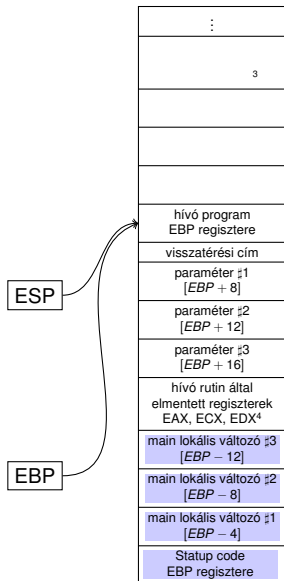 ⋮
3
hívó program
EBP regisztere
visszatérési cím
paraméter ♯1
[EBP + 8]
ESP
paraméter ♯2
[EBP + 12]
paraméter ♯3
[EBP + 16]
hívó rutin által
elmentett regiszterek
EAX, ECX, EDX⁴
main lokális változó ♯3
[EBP − 12]
EBP
main lokális változó ♯2
[EBP − 8]
main lokális változó ♯1
[EBP − 4]
Statup code
EBP regisztere